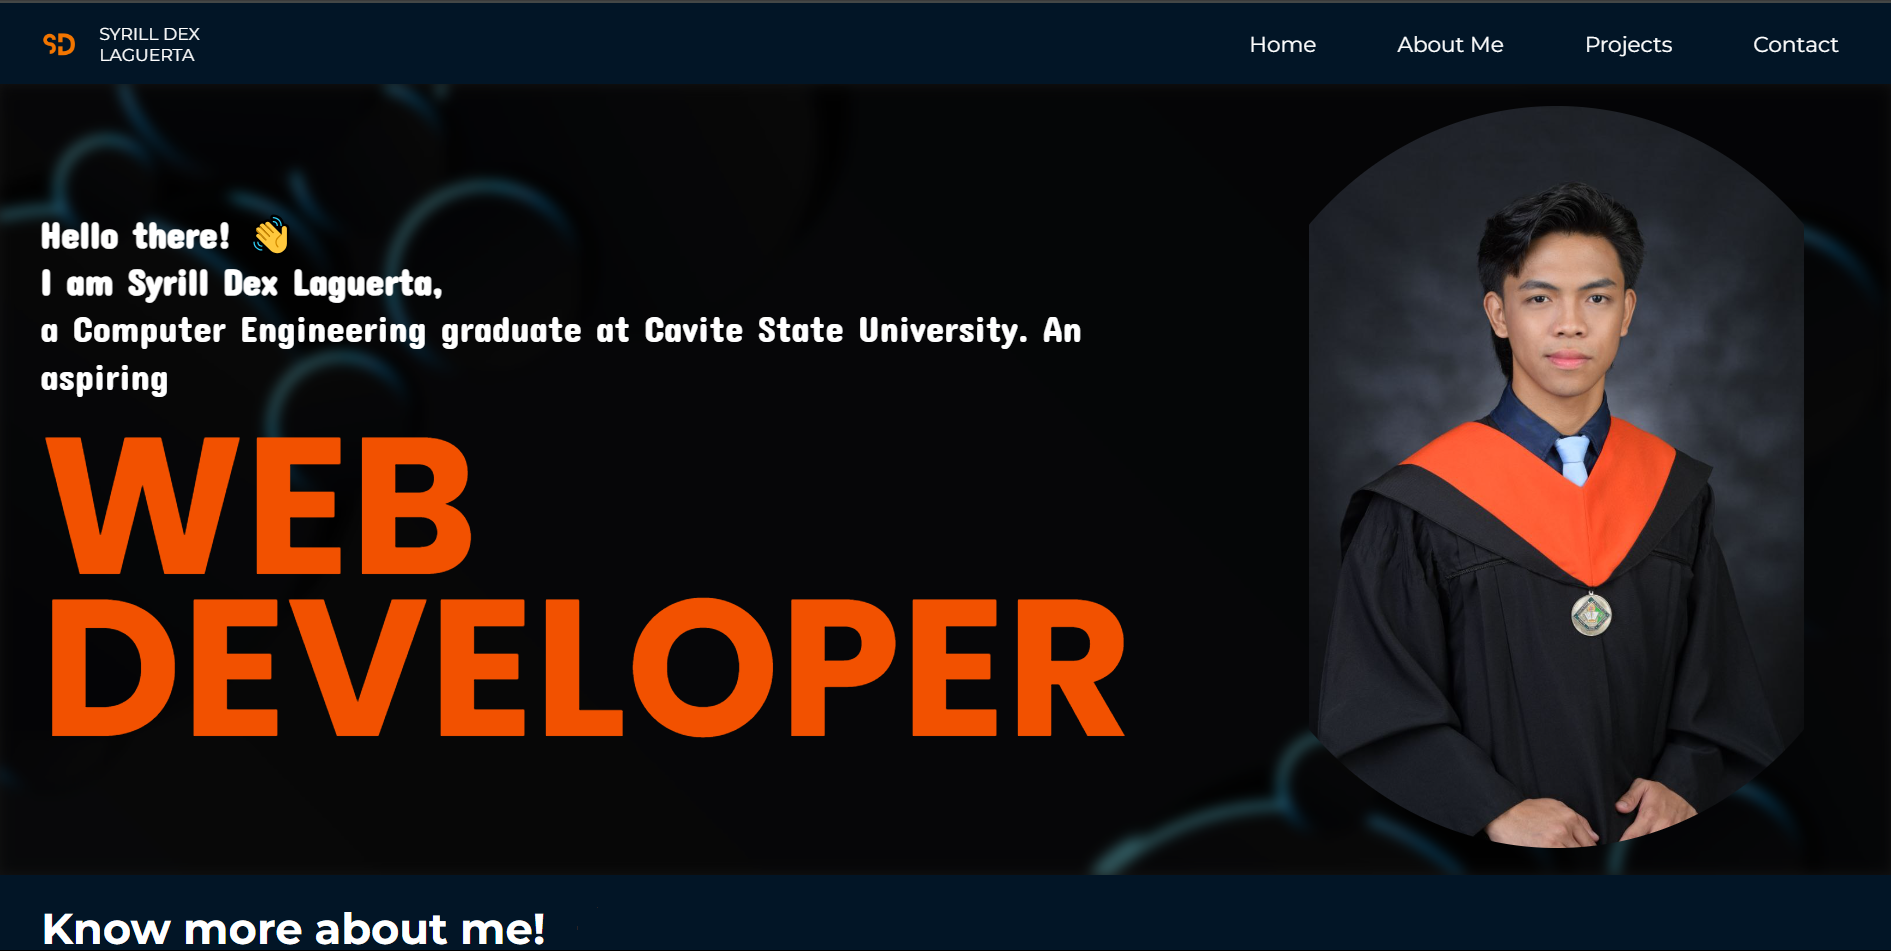 SD
SYRILL DEX
LAGUERTA
Home
About Me
Projects
Contact
Hello there! 👋
I am Syrill Dex Laguerta,
a Computer Engineering graduate at Cavite State University. An
aspiring
WEB
DEVELOPER
Know more about me!